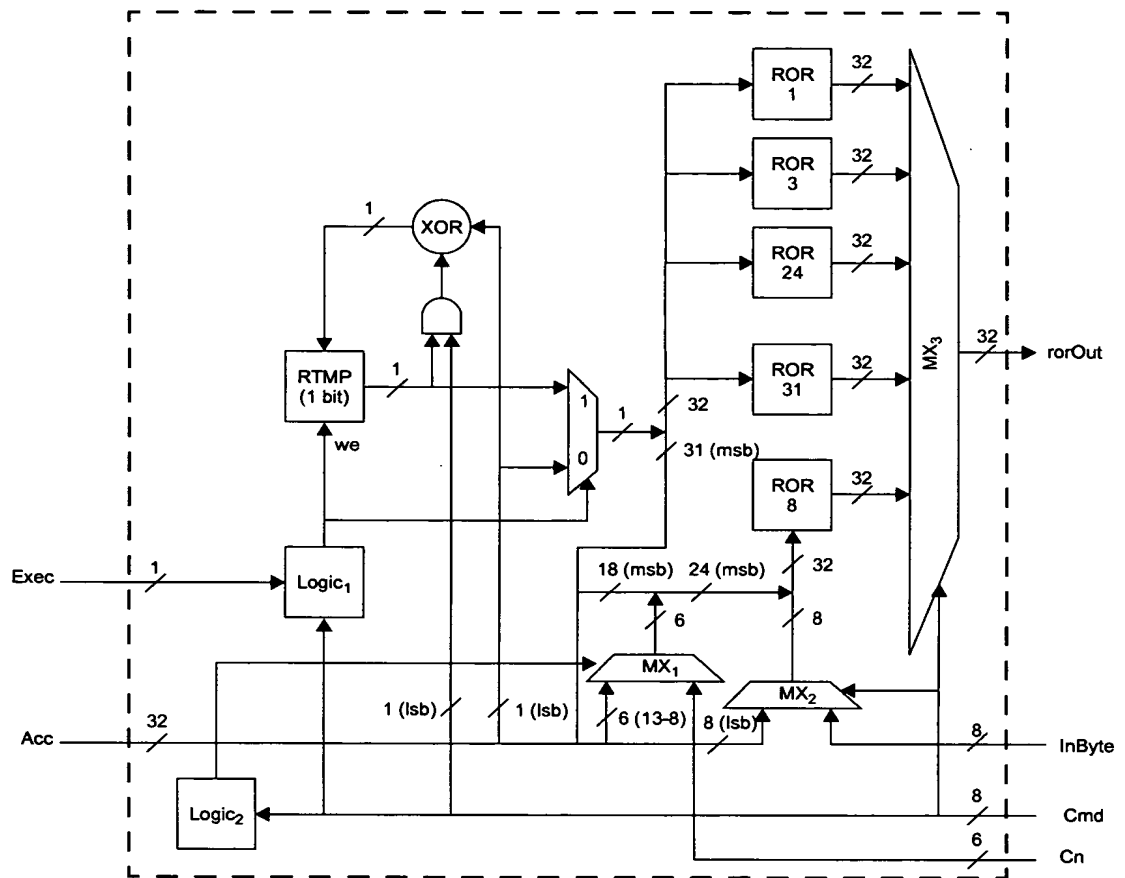 32
ROR
1
32
ROR
3
1
XOR
32
ROR
24
MX3
32
rorOut
RTMP
(1 bit)
1
1
1
32
ROR
31
32
we
0
31 (msb)
32
ROR
8
Exec
1
Logic1
18 (msb)
24 (msb)
32
6
8
MX1
MX2
1 (lsb)
1 (lsb)
6 (13–8)
8 (lsb)
Acc
32
8
InByte
Logic2
8
Cmd
6
Cn